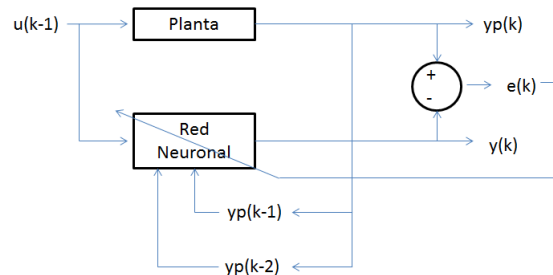 u(k-1)
Planta
yp(k)
+
-
e(k)
Red
Neuronal
y(k)
yp(k-1)
yp(k-2)